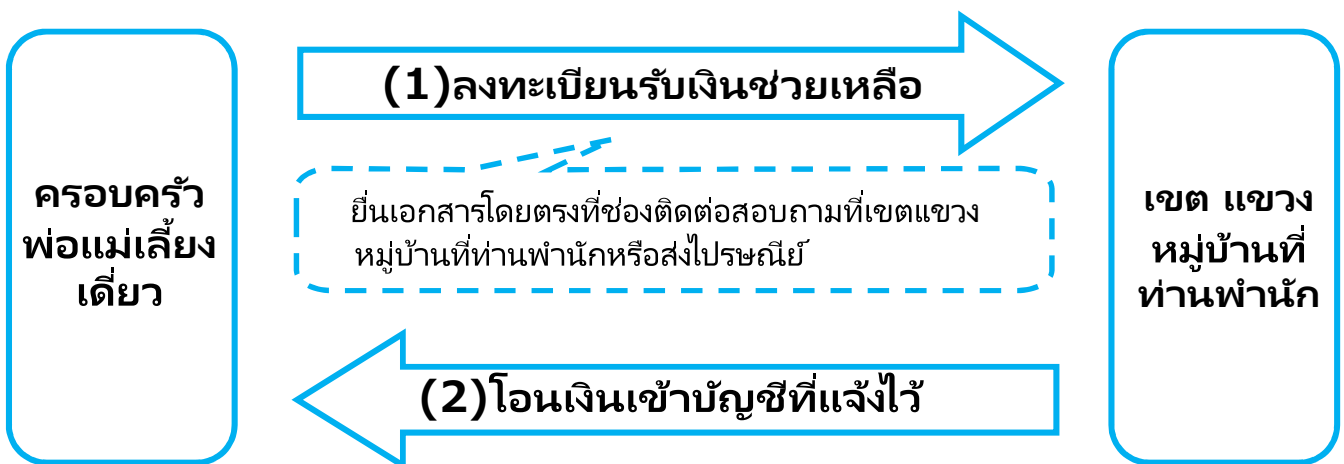 ครอบครัว
พ่อแม่เลี้ยง
เดี่ยว
(1)ลงทะเบียนรับเงินช่วยเหลือ
ยื่นเอกสารโดยตรงที่ช่องติดต่อสอบถามที่เขตแขวง
หมู่บ้านที่ท่านพำนักหรือส่งไปรษณีย์
(2)โอนเงินเข้าบัญชีที่แจ้งไว้
เขต แขวง
หมู่บ้านที่
ท่านพำนัก